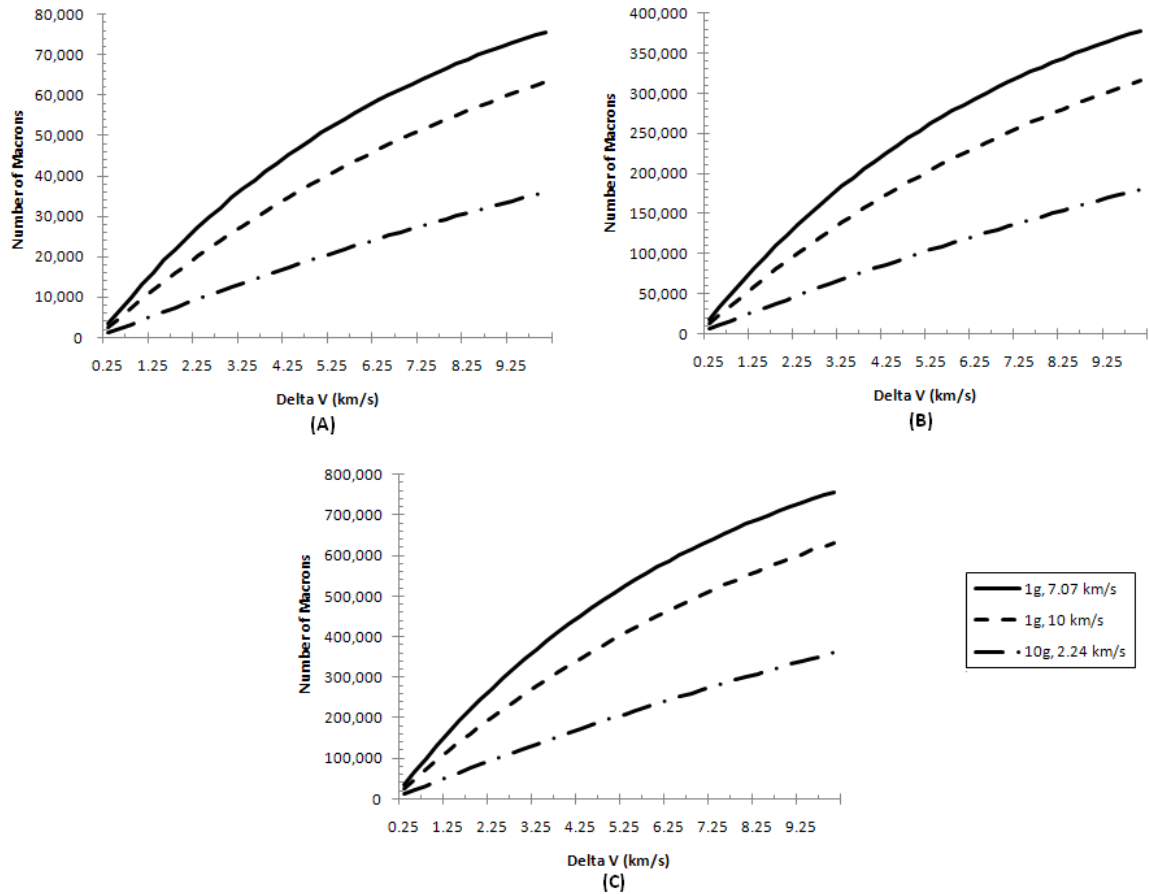 80,000
70,000
60,000
50,000
40,000
30,000
20,000
10,000
0
Number of Macrons
0.25 1.25 2.25 3.25 4.25 5.25 6.25 7.25 8.25 9.25
Delta V (km/s)
(A)
400,000
350,000
300,000
250,000
200,000
150,000
100,000
50,000
0
Number of Macrons
0.25 1.25 2.25 3.25 4.25 5.25 6.25 7.25 8.25 9.25
Delta V (km/s)
(B)
800,000
700,000
600,000
500,000
400,000
300,000
200,000
100,000
0
Number of Macrons
0.25 1.25 2.25 3.25 4.25 5.25 6.25 7.25 8.25 9.25
Delta V (km/s)
(C)
1g, 7.07 km/s
1g, 10 km/s
10g, 2.24 km/s